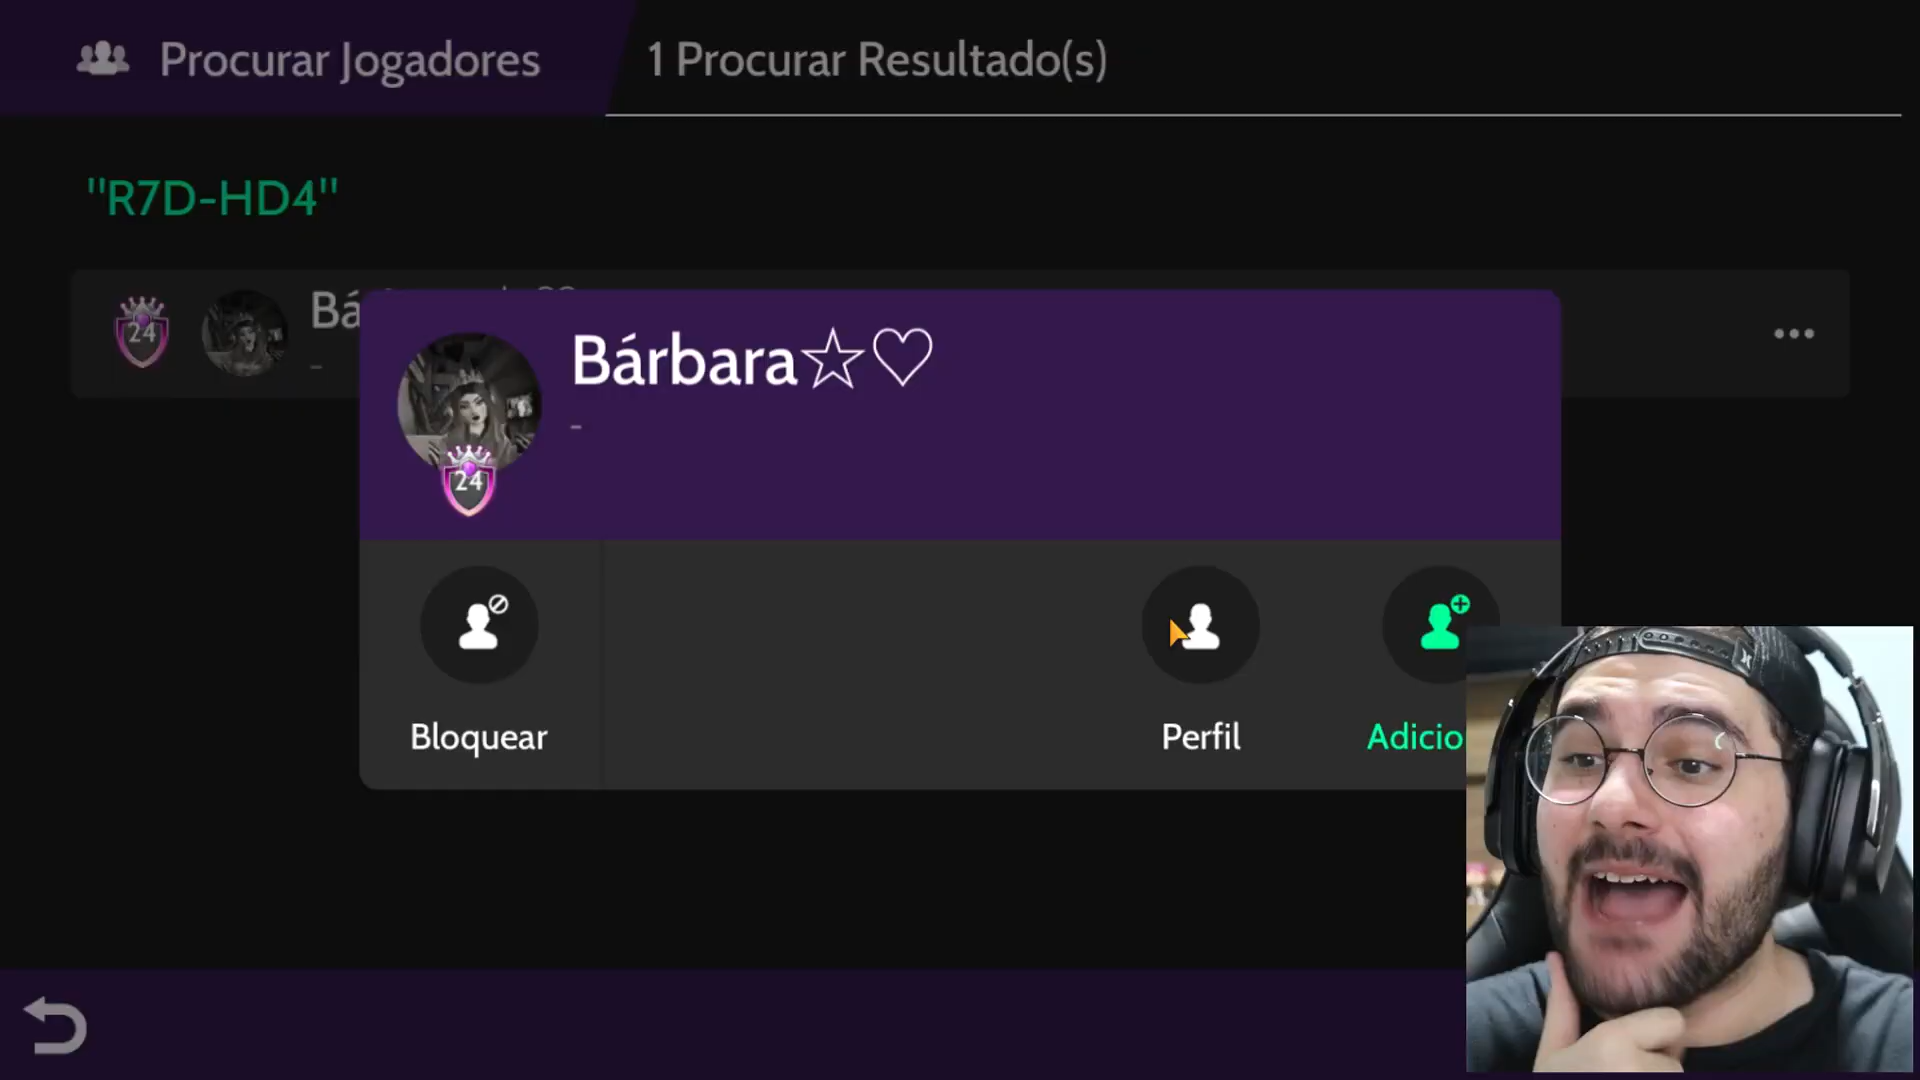 Procurar Jogadores
1 Procurar Resultado(s)
"R7D-HD4"
24
Bá
-
Bárbara☆♡
-
24
Bloquear
Perfil
Adicio